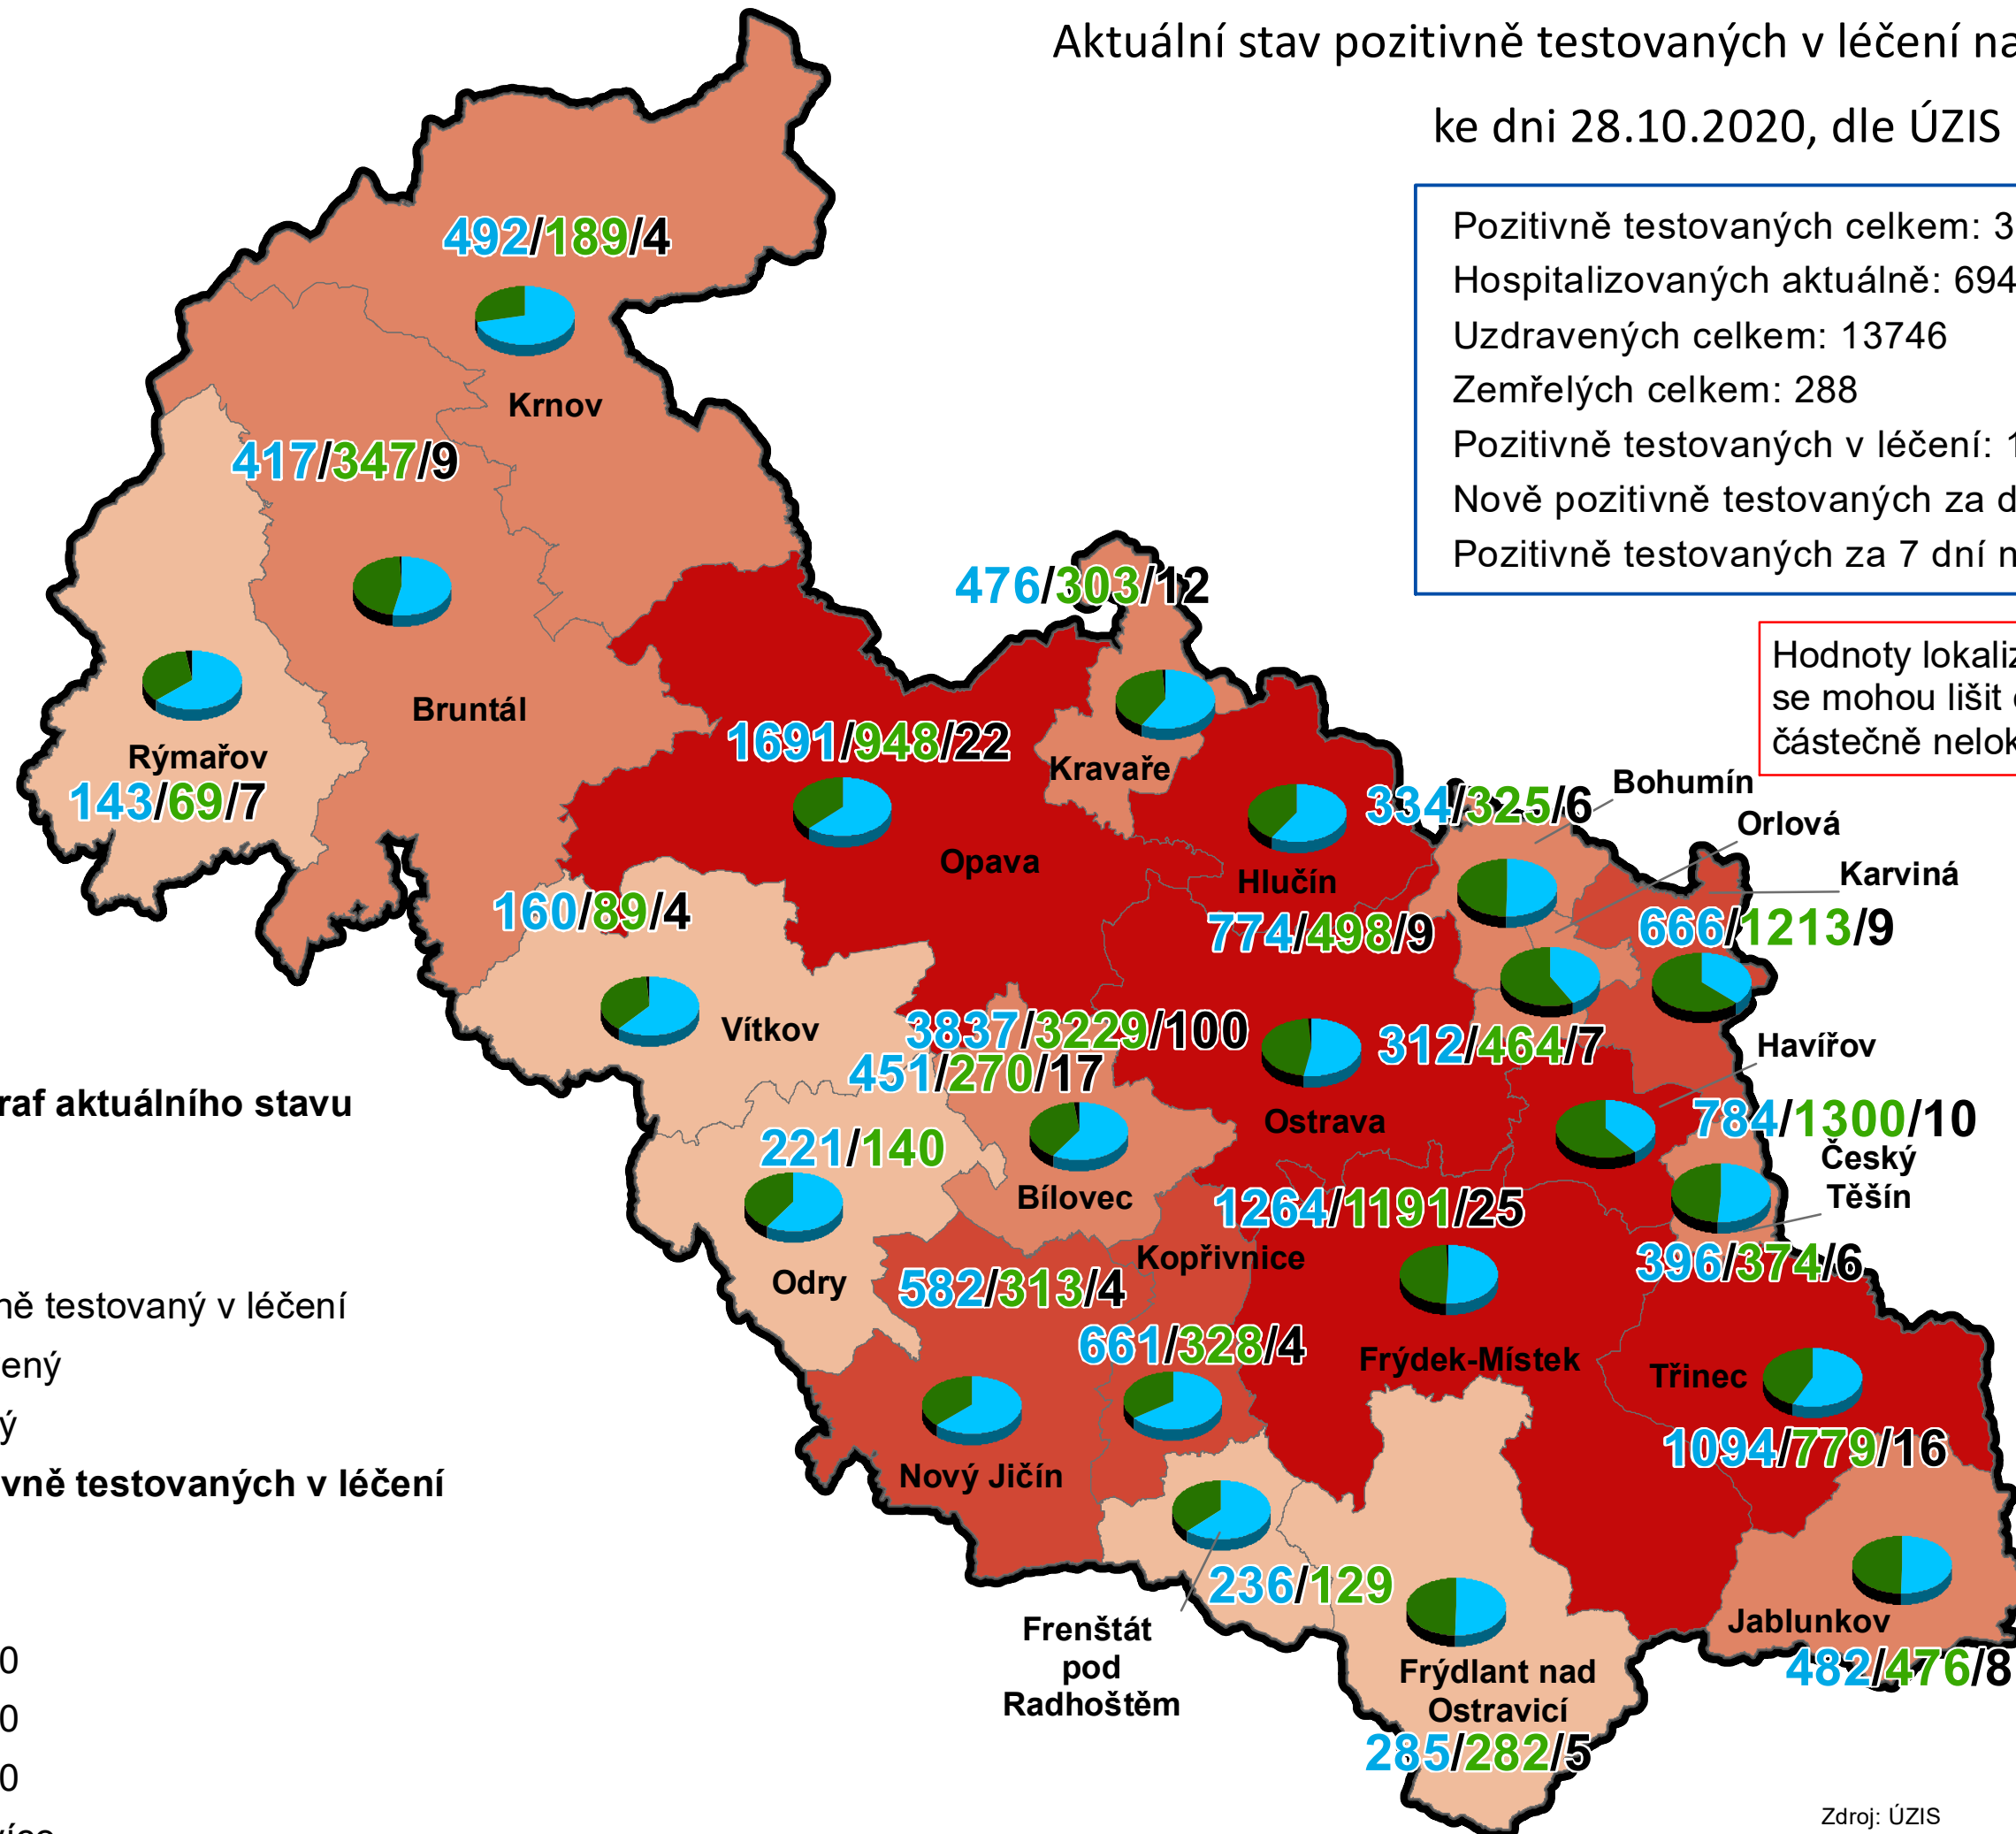 Aktuální stav pozitivně testovaných v léčení na
ke dni 28.10.2020, dle ÚZIS
Pozitivně testovaných celkem: 3
Hospitalizovaných aktuálně: 694
Uzdravených celkem: 13746
Zemřelých celkem: 288
Pozitivně testovaných v léčení: 1
Nově pozitivně testovaných za d
Pozitivně testovaných za 7 dní n
Hodnoty lokaliz
se mohou lišit
částečně nelok
492/189/4
Krnov
417/347/9
Bruntál
Rýmařov
143/69/7
476/303/12
Kravaře
1691/948/22
Opava
Hlučín
774/498/9
334/325/6
Bohumín
Orlová
Karviná
666/1213/9
160/89/4
Vítkov
3837/3229/100
451/270/17
312/464/7
Havířov
Ostrava
784/1300/10
Český
Těšín
396/374/6
221/140
Odry
Bílovec
1264/1191/25
Kopřivnice
582/313/4
661/328/4
Frýdek-Místek
Třinec
1094/779/16
Nový Jičín
236/129
Frenštát
pod
Radhoštěm
Frýdlant nad
Ostravicí
285/282/5
Jablunkov
482/476/8
raf aktuálního stavu
ně testovaný v léčení
ený
ý
vně testovaných v léčení
0
0
0
více
Zdroj: ÚZIS